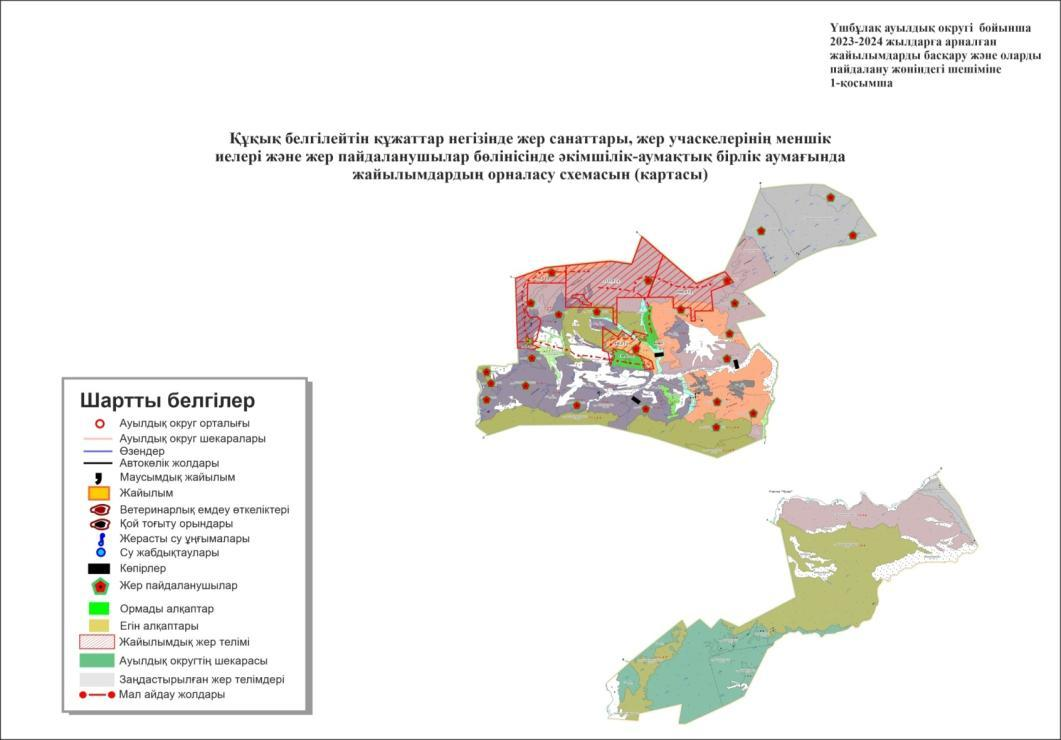 Үшбұлақ ауылдық округі бойынша
2023-2024 жылдарға арналған
жайылымдарды басқару және оларды
пайдалану жөніндегі шешіміне
1-қосымша
Құқық белгілейтін құжаттар негізінде жер санаттары, жер учаскелерінің меншік
иелері және жер пайдаланушылар бөлінісінде әкімшілік-аумақтық бірлік аумағында
жайылымдардың орналасу схемасын (картасы)
Шартты белгілер
Ауылдық округ орталығы
Ауылдық округ шекаралары
Өзендер
Автокөлік жолдары
Маусымдық жайылым
Жайылым
Ветеринарлық емдеу өткеліктері
Қой тоғыту орындары
Жерасты су ұңғымалары
Су жабдықтаулары
Көпірлер
Жер пайдаланушылар
Ормады алқаптар
Егін алқаптары
Жайылымдық жер телімі
Ауылдық округтің шекарасы
Заңдастырылған жер телімдері
Мал айдау жолдары